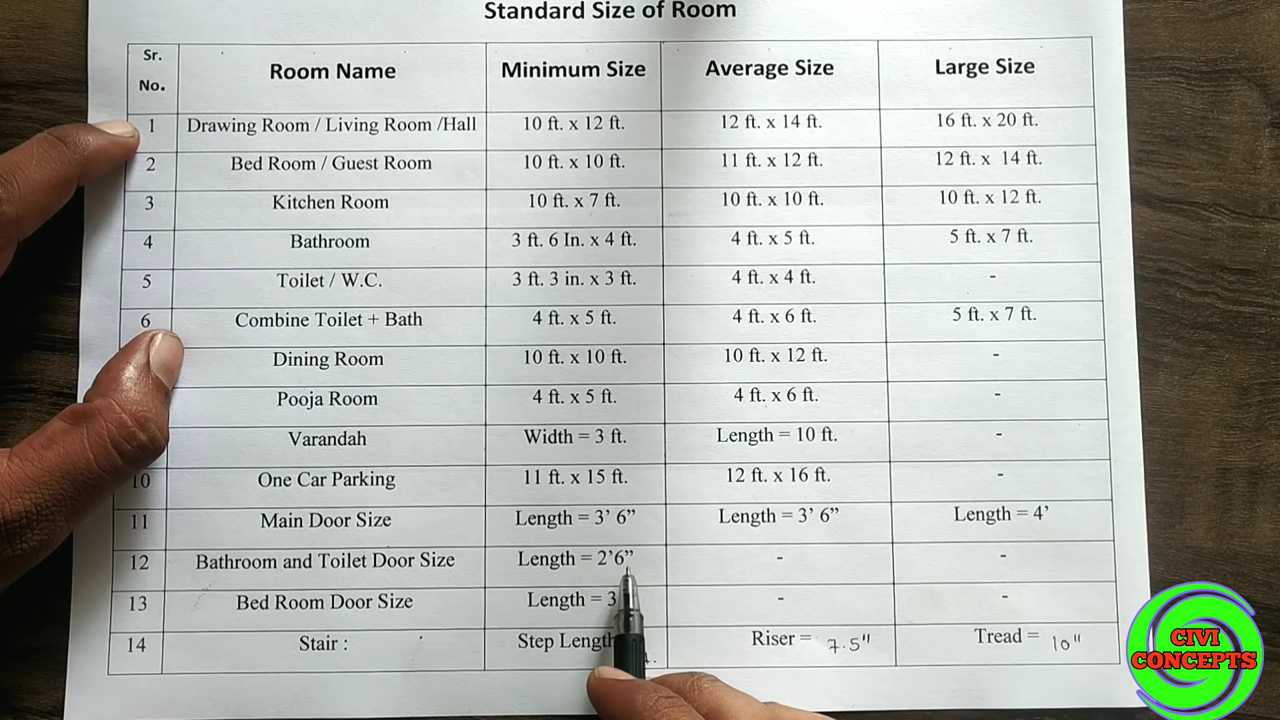 Standard Size of Room
Sr. No. Room Name Minimum Size Average Size Large Size
1 Drawing Room / Living Room /Hall 10 ft. x 12 ft. 12 ft. x 14 ft. 16 ft. x 20 ft.
2 Bed Room / Guest Room 10 ft. x 10 ft. 11 ft. x 12 ft. 12 ft. x 14 ft.
3 Kitchen Room 10 ft. x 7 ft. 10 ft. x 10 ft. 10 ft. x 12 ft.
4 Bathroom 3 ft. 6 In. x 4 ft. 4 ft. x 5 ft. 5 ft. x 7 ft.
5 Toilet / W.C. 3 ft. 3 in. x 3 ft. 4 ft. x 4 ft. -
6 Combine Toilet + Bath 4 ft. x 5 ft. 4 ft. x 6 ft. 5 ft. x 7 ft.
Dining Room 10 ft. x 10 ft. 10 ft. x 12 ft. -
Pooja Room 4 ft. x 5 ft. 4 ft. x 6 ft. -
Varandah Width = 3 ft. Length = 10 ft. -
10 One Car Parking 11 ft. x 15 ft. 12 ft. x 16 ft. -
11 Main Door Size Length = 3’ 6” Length = 3’ 6” Length = 4’
12 Bathroom and Toilet Door Size Length = 2’6” - -
13 Bed Room Door Size Length = 3 - -
14 Stair : Step Length Riser = 7.5" Tread = 10"
CIVI
CONCEPTS